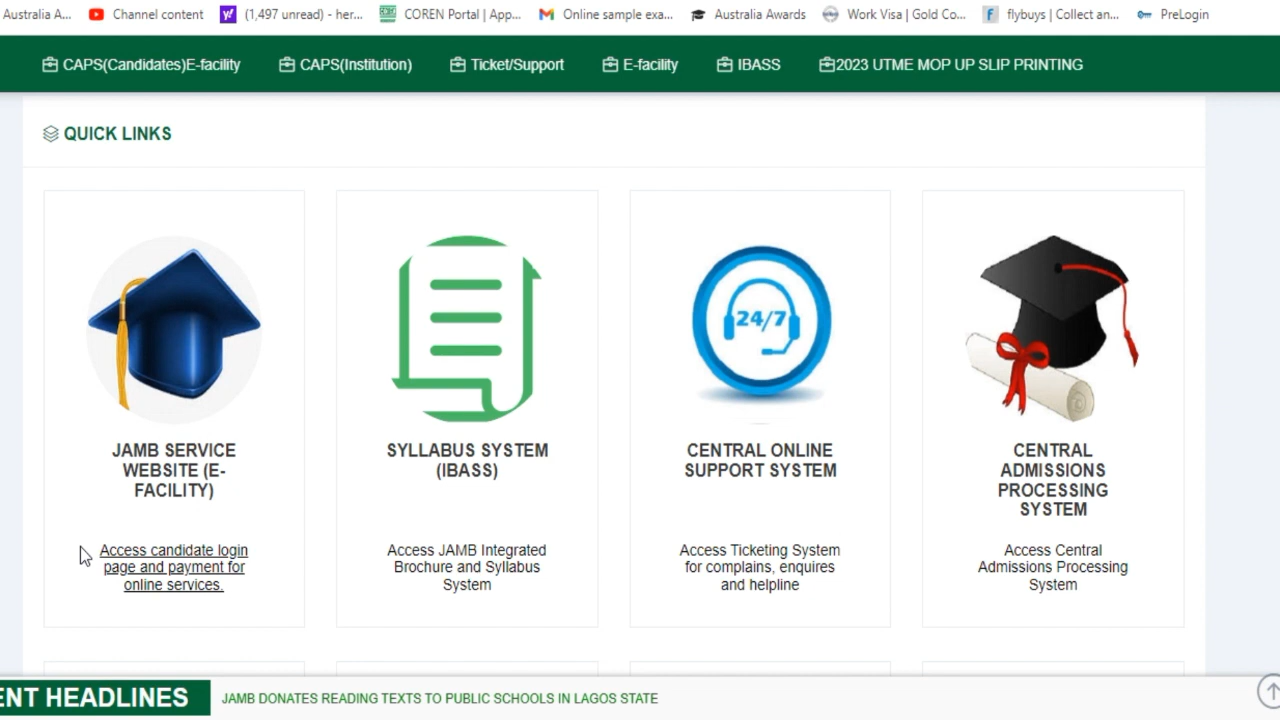 Australia A... Channel content (1,497 unread) - her... COREN Portal | App... Online sample exa... Australia Awards Work Visa | Gold Co... flybuys | Collect an... PreLogin
CAPS(Candidates)E-facility CAPS(Institution) Ticket/Support E-facility IBASS 2023 UTME MOP UP SLIP PRINTING
QUICK LINKS
24/7
JAMB SERVICE
WEBSITE (E-
FACILITY)
Access candidate login
page and payment for
online services.
SYLLABUS SYSTEM
(IBASS)
Access JAMB Integrated
Brochure and Syllabus
System
CENTRAL ONLINE
SUPPORT SYSTEM
Access Ticketing System
for complains, enquires
and helpline
CENTRAL
ADMISSIONS
PROCESSING
SYSTEM
Access Central
Admissions Processing
System
ENT HEADLINES JAMB DONATES READING TEXTS TO PUBLIC SCHOOLS IN LAGOS STATE